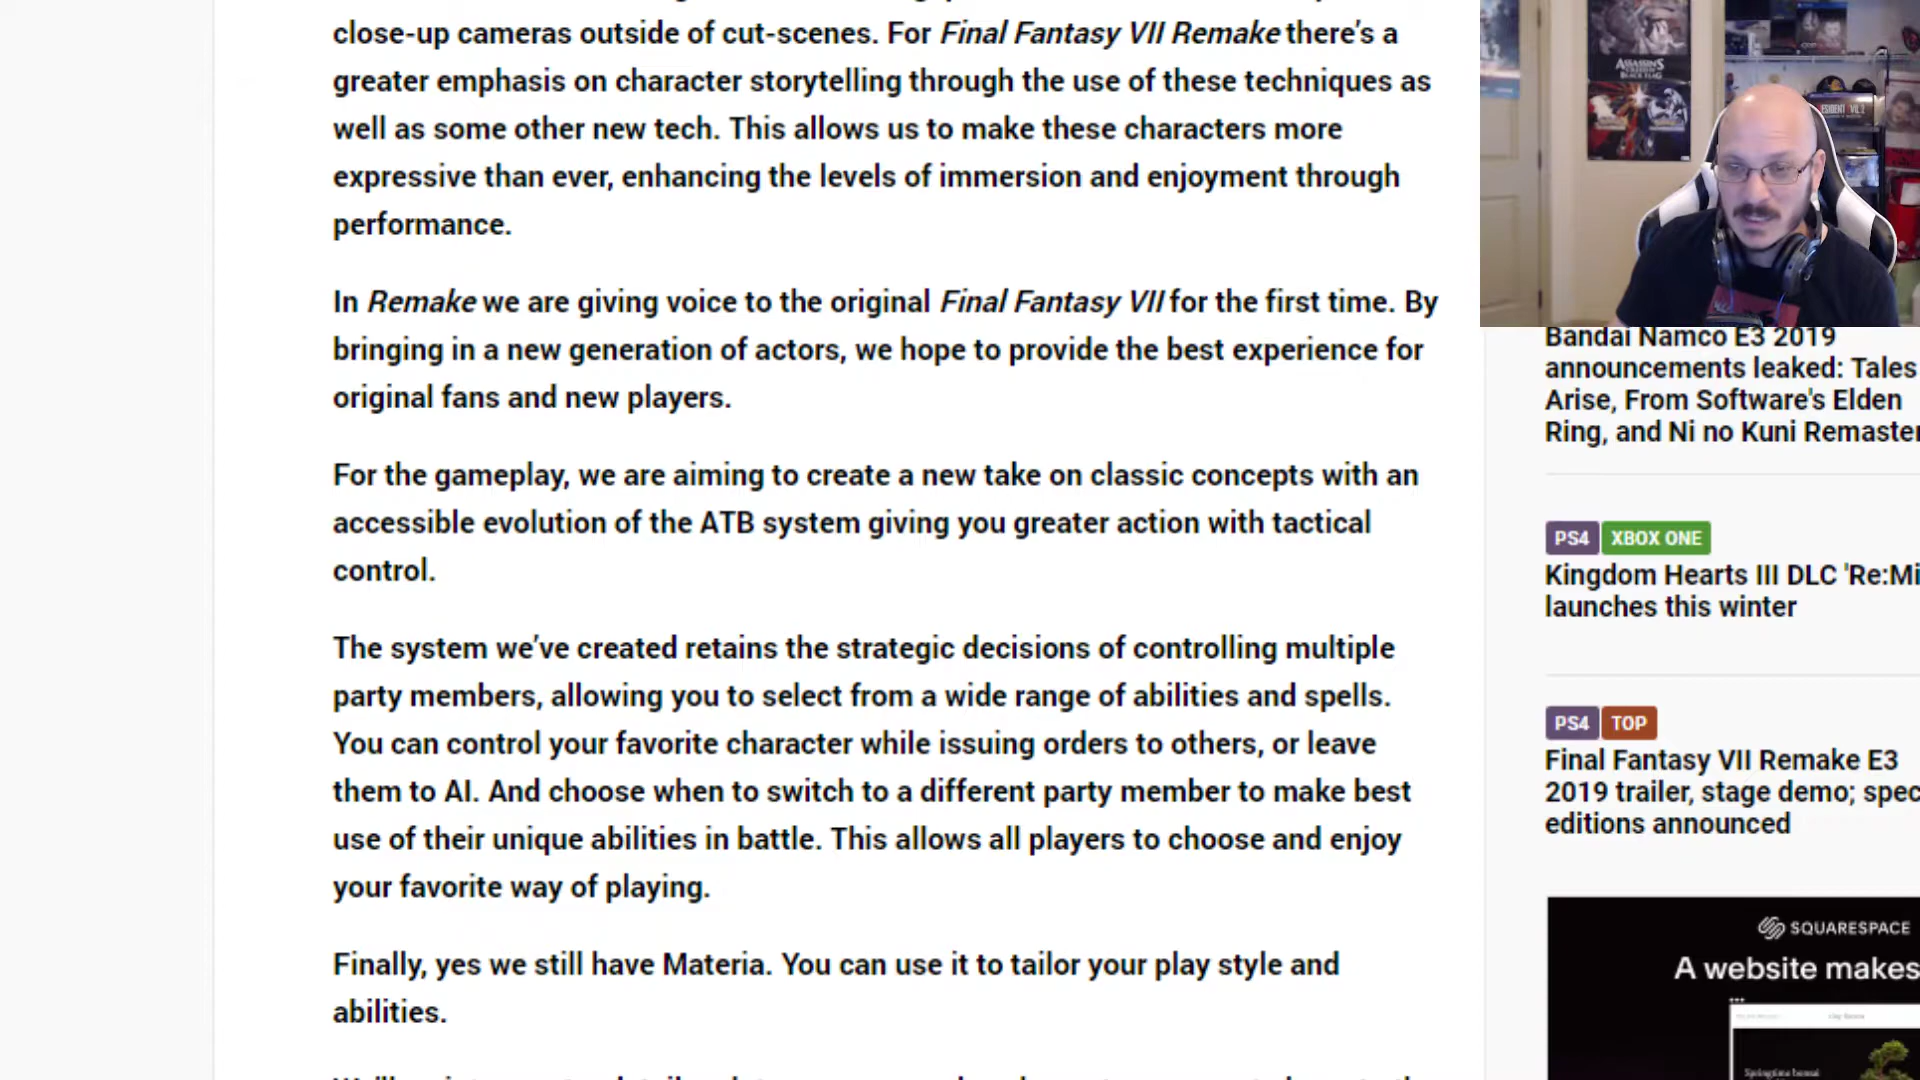 close-up cameras outside of cut-scenes. For Final Fantasy VII Remake there's a
greater emphasis on character storytelling through the use of these techniques as
well as some other new tech. This allows us to make these characters more
expressive than ever, enhancing the levels of immersion and enjoyment through
performance.
In Remake we are giving voice to the original Final Fantasy VII for the first time. By
bringing in a new generation of actors, we hope to provide the best experience for
original fans and new players.
For the gameplay, we are aiming to create a new take on classic concepts with an
accessible evolution of the ATB system giving you greater action with tactical
control.
The system we've created retains the strategic decisions of controlling multiple
party members, allowing you to select from a wide range of abilities and spells.
You can control your favorite character while issuing orders to others, or leave
them to AI. And choose when to switch to a different party member to make best
use of their unique abilities in battle. This allows all players to choose and enjoy
your favorite way of playing.
Finally, yes we still have Materia. You can use it to tailor your play style and
abilities.
ASSASSIN'S
CREED
BLACK FLAG
Bandai Namco E3 2019
announcements leaked: Tales
Arise, From Software's Elden
Ring, and Ni no Kuni Remaster
PS4 XBOX ONE
Kingdom Hearts III DLC 'Re:Mi
launches this winter
PS4 TOP
Final Fantasy VII Remake E3
2019 trailer, stage demo; spec
editions announced
SQUARESPACE
A website makes